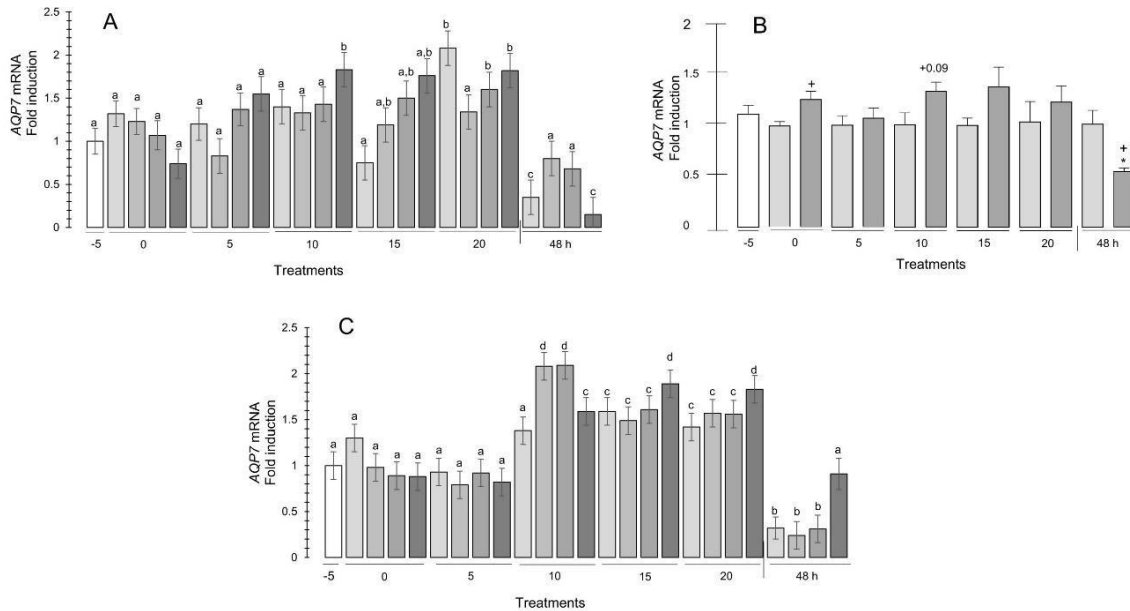 A
AQP7 mRNA
Fold induction
2.5
2
1.5
1
0.5
0
a
a a a a
a a a a
a a a b
a a,b a,b a,b
b a b b
c a a c
-5 0 5 10 15 20 48 h
Treatments
B
AQP7 mRNA
Fold induction
2
1.5
1
0.5
0
+
+0.09
+
*
-5 0 5 10 15 20 48 h
Treatments
C
AQP7 mRNA
Fold induction
2.5
2
1.5
1
0.5
0
a
a a a a
a a a a
a d d c
c c c d
c c c d
b b b a
-5 0 5 10 15 20 48 h
Treatments